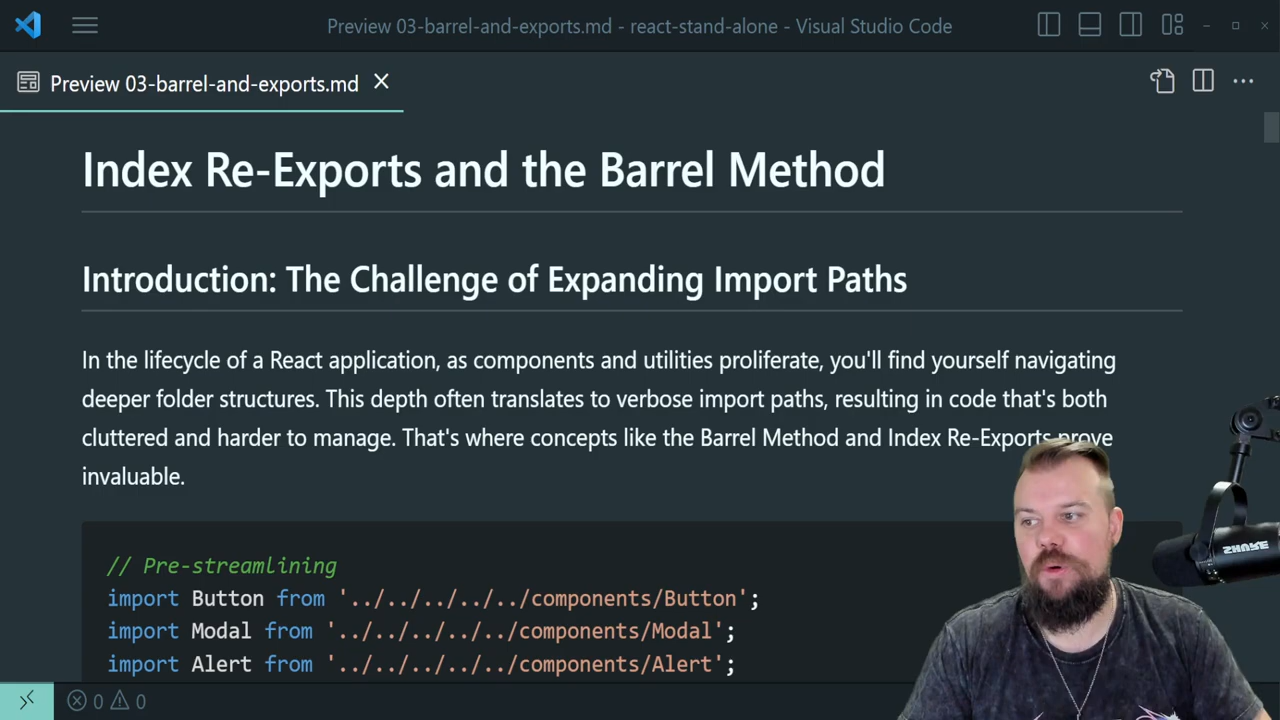 Preview 03-barrel-and-exports.md - react-stand-alone - Visual Studio Code
Preview 03-barrel-and-exports.md
Index Re-Exports and the Barrel Method
Introduction: The Challenge of Expanding Import Paths
In the lifecycle of a React application, as components and utilities proliferate, you'll find yourself navigating
deeper folder structures. This depth often translates to verbose import paths, resulting in code that's both
cluttered and harder to manage. That's where concepts like the Barrel Method and Index Re-Exports prove
invaluable.
// Pre-streamlining
import Button from '../../../../../components/Button';
import Modal from '../../../../../components/Modal';
import Alert from '../../../../../components/Alert';
SHURE
0 0